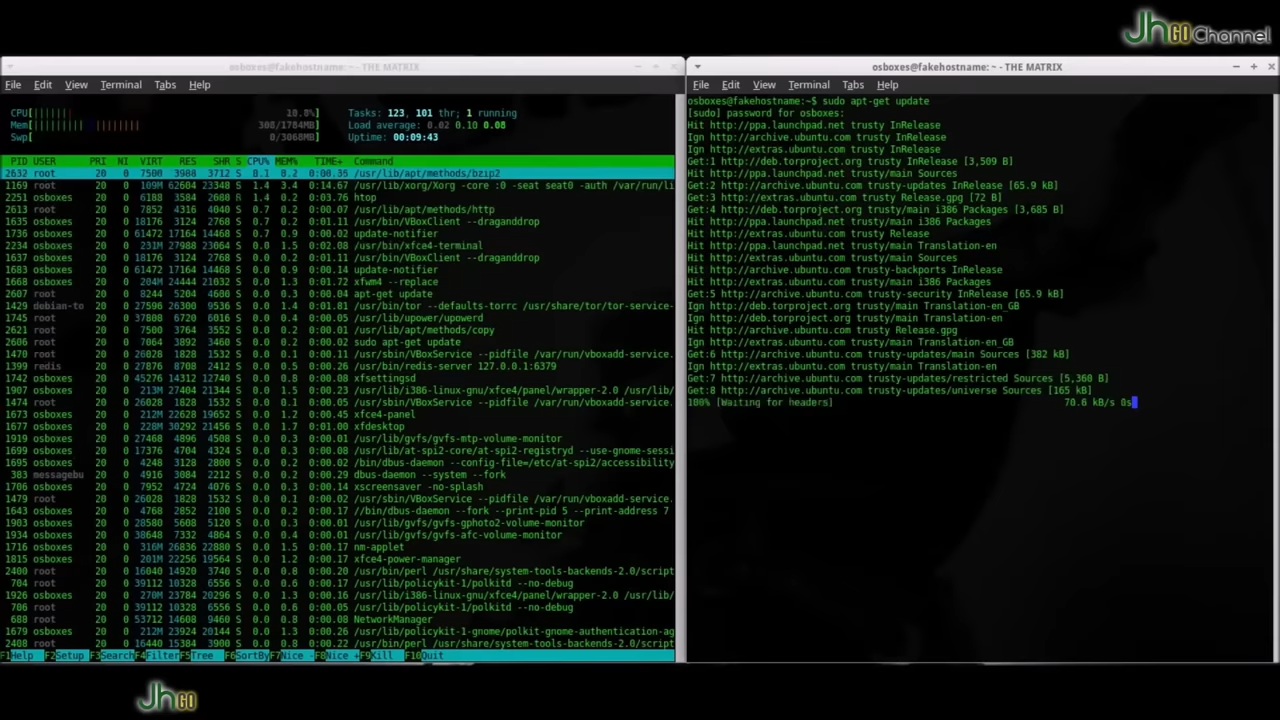 Jh GO Channel
osboxes@fakehostname: ~ - THE MATRIX
File Edit View Terminal Tabs Help
CPU[|||||||| 10.8%] Tasks: 123, 101 thr; 1 running
Mem[|||||||||||||||||||| 308/1784MB] Load average: 0.02 0.10 0.08
Swp[ 0/3068MB] Uptime: 00:09:43
PID USER PRI NI VIRT RES SHR S CPU% MEM% TIME+ Command
2632 root 20 0 7500 3988 3712 S 8.1 0.2 0:00.35 /usr/lib/apt/methods/bzip2
1169 root 20 0 109M 62604 23348 S 1.4 3.4 0:14.67 /usr/lib/xorg/Xorg -core :0 -seat seat0 -auth /var/run/li
2251 osboxes 20 0 6188 3584 2688 R 1.4 0.2 0:03.76 htop
2613 root 20 0 7852 4316 4040 S 0.7 0.2 0:00.07 /usr/lib/apt/methods/http
1635 osboxes 20 0 18176 3124 2768 S 0.7 0.2 0:01.11 /usr/bin/VBoxClient --draganddrop
1736 osboxes 20 0 61472 17164 14468 S 0.7 0.9 0:00.02 update-notifier
2234 osboxes 20 0 231M 27988 23064 S 0.0 1.5 0:02.08 /usr/bin/xfce4-terminal
1637 osboxes 20 0 18176 3124 2768 S 0.0 0.2 0:01.11 /usr/bin/VBoxClient --draganddrop
1683 osboxes 20 0 61472 17164 14468 S 0.0 0.9 0:00.14 update-notifier
1668 osboxes 20 0 204M 24444 21032 S 0.0 1.3 0:01.72 xfwm4 --replace
2607 root 20 0 8244 5204 4600 S 0.0 0.3 0:00.04 apt-get update
1429 debian-to 20 0 27596 26300 9536 S 0.0 1.4 0:01.81 /usr/bin/tor --defaults-torrc /usr/share/tor/tor-service-
1745 root 20 0 37808 6720 6016 S 0.0 0.4 0:00.05 /usr/lib/upower/upowerd
2621 root 20 0 7500 3764 3552 S 0.0 0.2 0:00.01 /usr/lib/apt/methods/copy
2606 root 20 0 7064 3892 3460 S 0.0 0.2 0:00.02 sudo apt-get update
1470 root 20 0 26028 1828 1532 S 0.0 0.1 0:00.11 /usr/sbin/VBoxService --pidfile /var/run/vboxadd-service.
1399 redis 20 0 27876 0 0 S 0.0 0.1 0:00.58 /usr/bin/redis-server 127.0.0.1:6379
1742 osboxes 20 0 45276 14312 12740 S 0.0 0.8 0:00.08 xfsettingsd
1907 osboxes 20 0 213M 27404 21344 S 0.0 1.5 0:00.23 /usr/lib/i386-linux-gnu/xfce4/panel/wrapper-2.0 /usr/lib/
1474 root 20 0 26028 1828 1532 S 0.0 0.1 0:00.05 /usr/sbin/VBoxService --pidfile /var/run/vboxadd-service.
1673 osboxes 20 0 212M 22628 19652 S 0.0 1.2 0:00.45 xfce4-panel
1677 osboxes 20 0 228M 30292 21456 S 0.0 1.7 0:01.00 xfdesktop
1919 osboxes 20 0 27468 4896 4508 S 0.0 0.3 0:00.01 /usr/lib/gvfs/gvfs-mtp-volume-monitor
1699 osboxes 20 0 17376 4704 4324 S 0.0 0.3 0:00.08 /usr/lib/at-spi2-core/at-spi2-registryd --use-gnome-sessi
1695 osboxes 20 0 4248 3128 2800 S 0.0 0.2 0:00.02 /bin/dbus-daemon --config-file=/etc/at-spi2/accessibility
383 messagebu 20 0 4916 3084 2212 S 0.0 0.2 0:00.29 dbus-daemon --system --fork
1706 osboxes 20 0 14196 900 0 S 0.0 0.0 0:00.14 xscreensaver -no-splash
1479 root 20 0 26028 1828 1532 S 0.0 0.1 0:00.02 /usr/sbin/VBoxService --pidfile /var/run/vboxadd-service.
1643 osboxes 20 0 4768 2852 2100 S 0.0 0.2 0:00.17 //bin/dbus-daemon --fork --print-pid 5 --print-address 7
1903 osboxes 20 0 28580 5608 5120 S 0.0 0.3 0:00.01 /usr/lib/gvfs/gvfs-gphoto2-volume-monitor
1934 osboxes 20 0 38648 7332 4864 S 0.0 0.4 0:00.01 /usr/lib/gvfs/gvfs-afc-volume-monitor
1716 osboxes 20 0 316M 26836 22880 S 0.0 1.5 0:00.17 nm-applet
1815 osboxes 20 0 201M 22256 19564 S 0.0 1.2 0:00.17 xfce4-power-manager
2400 root 20 0 16040 14920 3740 S 0.0 0.8 0:00.20 /usr/bin/perl /usr/share/system-tools-backends-2.0/script
704 root 20 0 39112 10328 6556 S 0.0 0.6 0:00.17 /usr/lib/policykit-1/polkitd --no-debug
1926 osboxes 20 0 270M 23784 20296 S 0.0 1.3 0:00.16 /usr/lib/i386-linux-gnu/xfce4/panel/wrapper-2.0 /usr/lib/
706 root 20 0 39112 10328 6556 S 0.0 0.6 0:00.05 /usr/lib/policykit-1/polkitd --no-debug
688 root 20 0 53712 14608 9460 S 0.0 0.8 0:00.08 NetworkManager
1679 osboxes 20 0 212M 23924 20144 S 0.0 1.3 0:00.26 /usr/lib/policykit-1-gnome/polkit-gnome-authentication-ag
2408 root 20 0 16440 15384 3900 S 0.0 0.8 0:00.22 /usr/bin/perl /usr/share/system-tools-backends-2.0/script
F1Help F2Setup F3Search F4Filter F5Tree F6SortBy F7Nice - F8Nice + F9Kill F10Quit
osboxes@fakehostname: ~ - THE MATRIX
File Edit View Terminal Tabs Help
osboxes@fakehostname:~$ sudo apt-get update
[sudo] password for osboxes:
Hit http://ppa.launchpad.net trusty InRelease
Ign http://archive.ubuntu.com trusty InRelease
Ign http://extras.ubuntu.com trusty InRelease
Get:1 http://deb.torproject.org trusty InRelease [3,509 B]
Hit http://ppa.launchpad.net trusty/main Sources
Get:2 http://archive.ubuntu.com trusty-updates InRelease [65.9 kB]
Get:3 http://extras.ubuntu.com trusty Release.gpg [72 B]
Get:4 http://deb.torproject.org trusty/main i386 Packages [3,685 B]
Hit http://ppa.launchpad.net trusty/main i386 Packages
Hit http://extras.ubuntu.com trusty Release
Hit http://ppa.launchpad.net trusty/main Translation-en
Hit http://extras.ubuntu.com trusty/main Sources
Hit http://archive.ubuntu.com trusty-backports InRelease
Hit http://extras.ubuntu.com trusty/main i386 Packages
Get:5 http://archive.ubuntu.com trusty-security InRelease [65.9 kB]
Ign http://deb.torproject.org trusty/main Translation-en_GB
Ign http://deb.torproject.org trusty/main Translation-en
Hit http://archive.ubuntu.com trusty Release.gpg
Ign http://extras.ubuntu.com trusty/main Translation-en_GB
Get:6 http://archive.ubuntu.com trusty-updates/main Sources [382 kB]
Ign http://extras.ubuntu.com trusty/main Translation-en
Get:7 http://archive.ubuntu.com trusty-updates/restricted Sources [5,360 B]
Get:8 http://archive.ubuntu.com trusty-updates/universe Sources [165 kB]
100% [Waiting for headers] 70.6 kB/s 0s
Jh GO